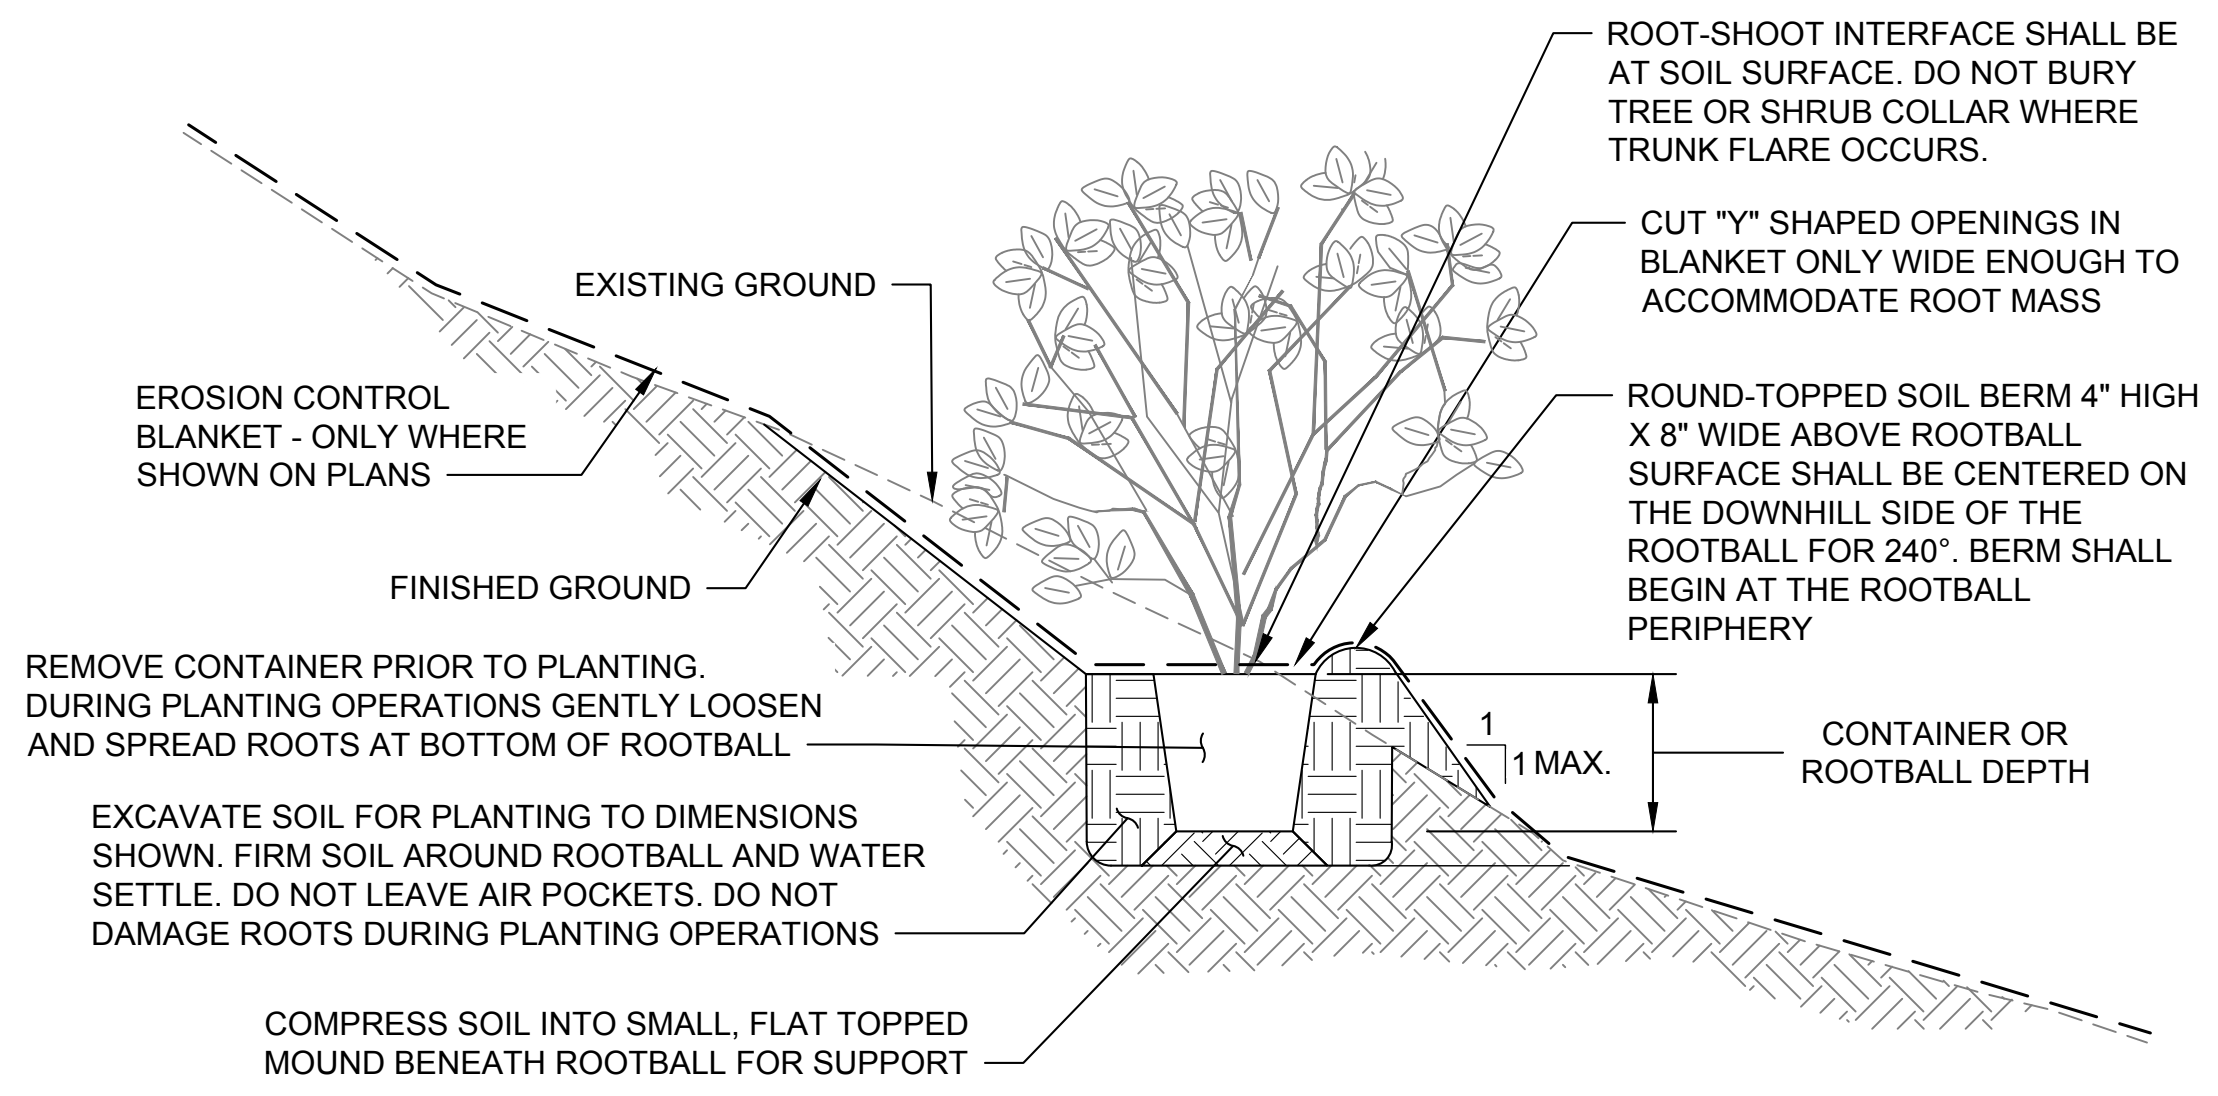 ROOT-SHOOT INTERFACE SHALL BE
AT SOIL SURFACE. DO NOT BURY
TREE OR SHRUB COLLAR WHERE
TRUNK FLARE OCCURS.
CUT "Y" SHAPED OPENINGS IN
BLANKET ONLY WIDE ENOUGH TO
ACCOMMODATE ROOT MASS
EXISTING GROUND
EROSION CONTROL
BLANKET - ONLY WHERE
SHOWN ON PLANS
ROUND-TOPPED SOIL BERM 4" HIGH
X 8" WIDE ABOVE ROOTBALL
SURFACE SHALL BE CENTERED ON
THE DOWNHILL SIDE OF THE
ROOTBALL FOR 240°. BERM SHALL
BEGIN AT THE ROOTBALL
PERIPHERY
FINISHED GROUND
REMOVE CONTAINER PRIOR TO PLANTING.
DURING PLANTING OPERATIONS GENTLY LOOSEN
AND SPREAD ROOTS AT BOTTOM OF ROOTBALL
1
1 MAX.
CONTAINER OR
ROOTBALL DEPTH
EXCAVATE SOIL FOR PLANTING TO DIMENSIONS
SHOWN. FIRM SOIL AROUND ROOTBALL AND WATER
SETTLE. DO NOT LEAVE AIR POCKETS. DO NOT
DAMAGE ROOTS DURING PLANTING OPERATIONS
COMPRESS SOIL INTO SMALL, FLAT TOPPED
MOUND BENEATH ROOTBALL FOR SUPPORT